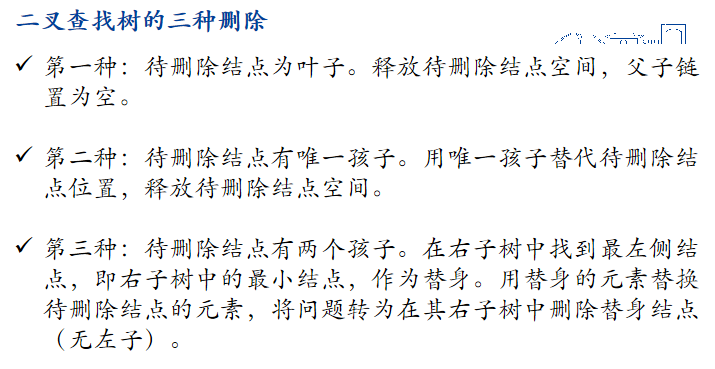 二叉查找树的三种删除
✓ 第一种：待删除结点为叶子。释放待删除结点空间，父子链
置为空。
✓ 第二种：待删除结点有唯一孩子。用唯一孩子替代待删除结
点位置，释放待删除结点空间。
✓ 第三种：待删除结点有两个孩子。在右子树中找到最左侧结
点，即右子树中的最小结点，作为替身。用替身的元素替换
待删除结点的元素，将问题转为在其右子树中删除替身结点
（无左子）。